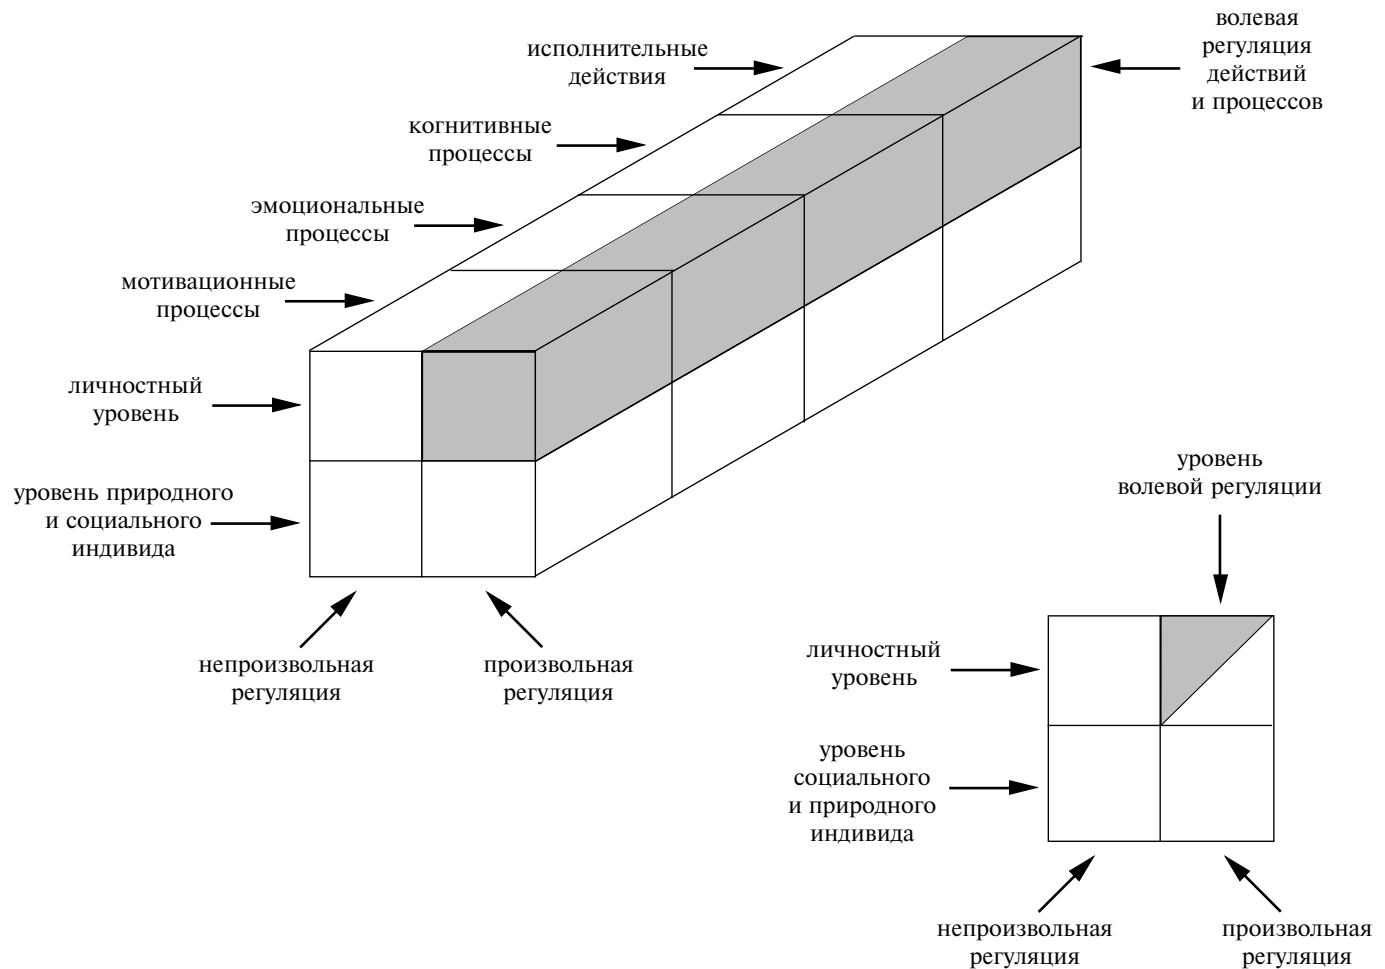 волевая
регуляция
действий
и процессов
исполнительные
действия
когнитивные
процессы
эмоциональные
процессы
мотивационные
процессы
личностный
уровень
уровень природного
и социального
индивида
непроизвольная
регуляция
произвольная
регуляция
уровень
волевой регуляции
личностный
уровень
уровень
социального
и природного
индивида
непроизвольная
регуляция
произвольная
регуляция